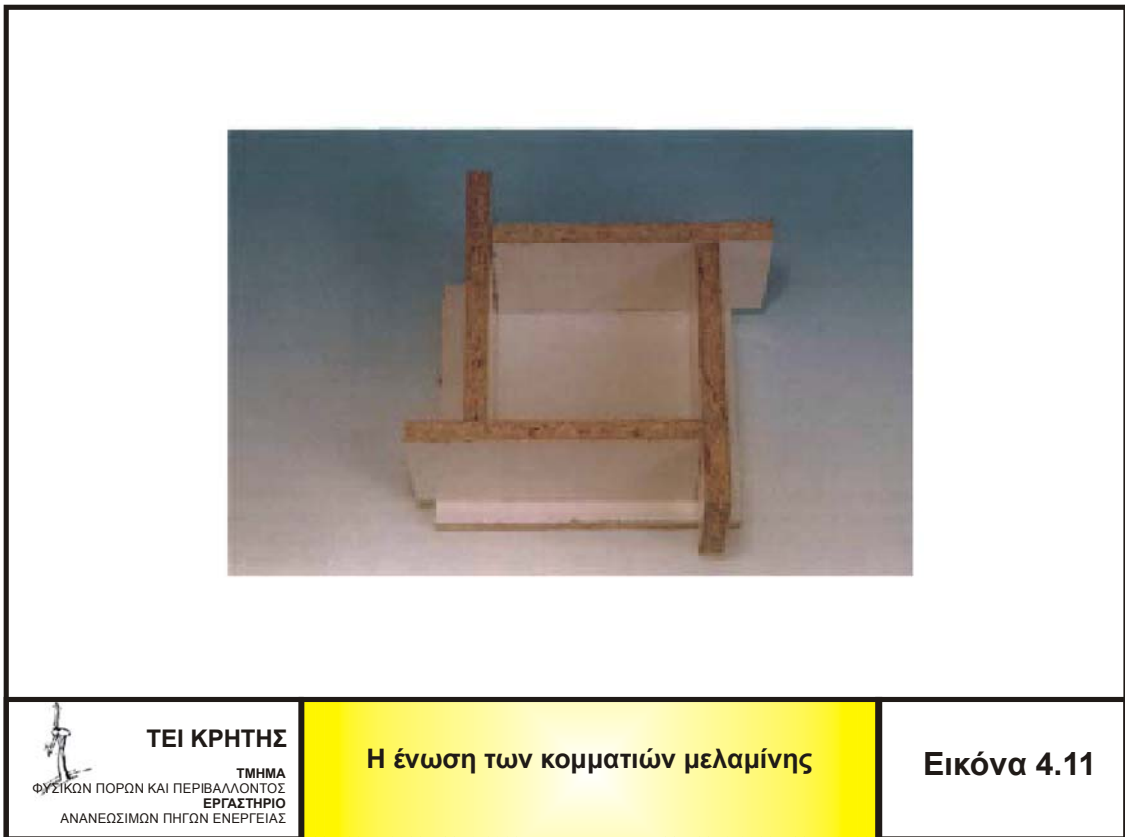 ΤΕΙ ΚΡΗΤΗΣ
ΤΜΗΜΑ
ΦΥΣΙΚΩΝ ΠΟΡΩΝ ΚΑΙ ΠΕΡΙΒΑΛΛΟΝΤΟΣ
ΕΡΓΑΣΤΗΡΙΟ
ΑΝΑΝΕΩΣΙΜΩΝ ΠΗΓΩΝ ΕΝΕΡΓΕΙΑΣ
Η ένωση των κομματιών μελαμίνης
Εικόνα 4.11